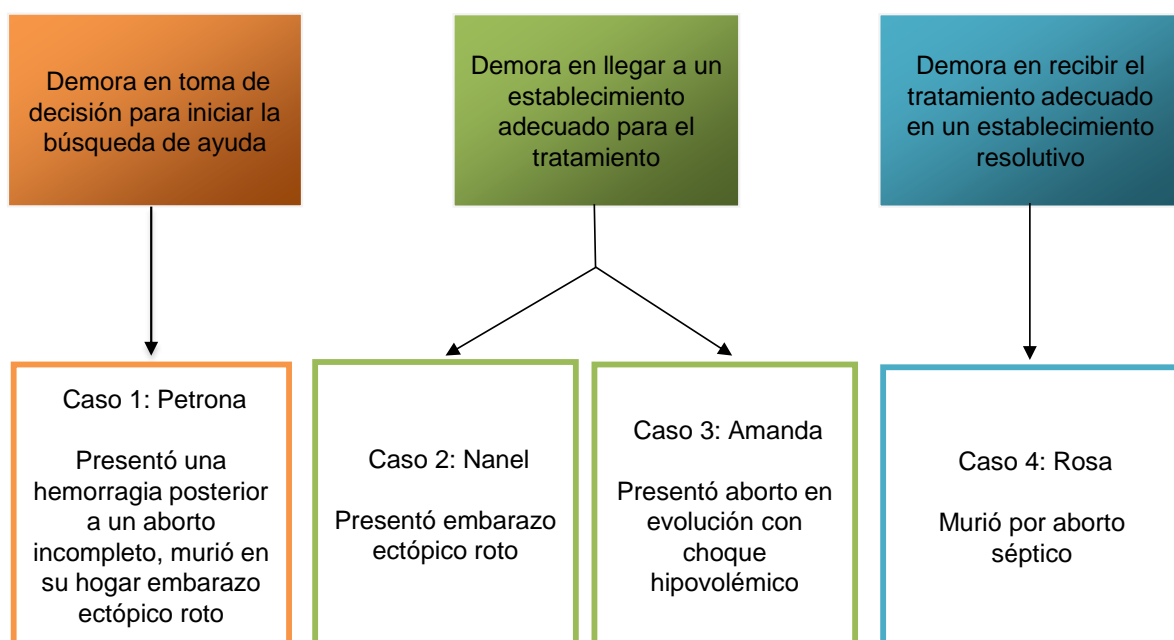 Demora en toma de
decisión para iniciar la
búsqueda de ayuda
Demora en llegar a un
establecimiento
adecuado para el
tratamiento
Demora en recibir el
tratamiento adecuado
en un establecimiento
resolutivo
Caso 1: Petrona
Presentó una
hemorragia posterior
a un aborto
incompleto, murió en
su hogar embarazo
ectópico roto
Caso 2: Nanel
Presentó embarazo
ectópico roto
Caso 3: Amanda
Presentó aborto en
evolución con
choque
hipovolémico
Caso 4: Rosa
Murió por aborto
séptico